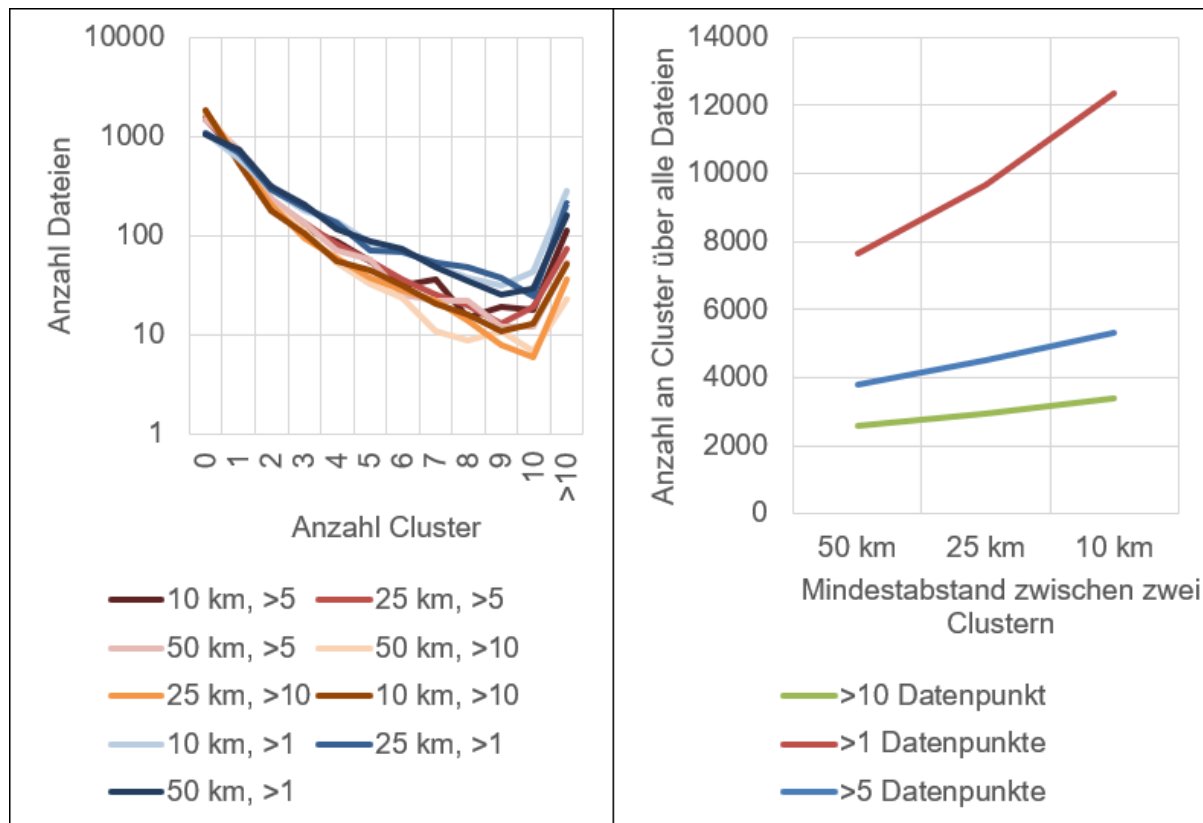 10000
1000
100
10
1
Anzahl Dateien
0 1 2 3 4 5 6 7 8 9 10 >10
Anzahl Cluster
10 km, >5 25 km, >5
50 km, >5 50 km, >10
25 km, >10 10 km, >10
10 km, >1 25 km, >1
50 km, >1
14000
12000
10000
8000
6000
4000
2000
0
Anzahl an Cluster über alle Dateien
50 km 25 km 10 km
Mindestabstand zwischen zwei
Clustern
>10 Datenpunkt
>1 Datenpunkte
>5 Datenpunkte